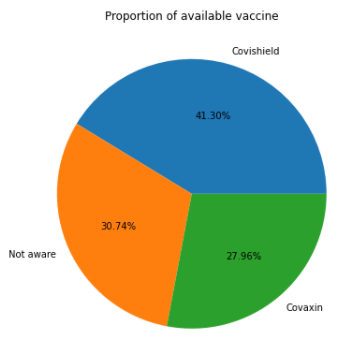 Proportion of available vaccine
Covishield
41.30%
30.74%
Not aware
27.96%
Covaxin